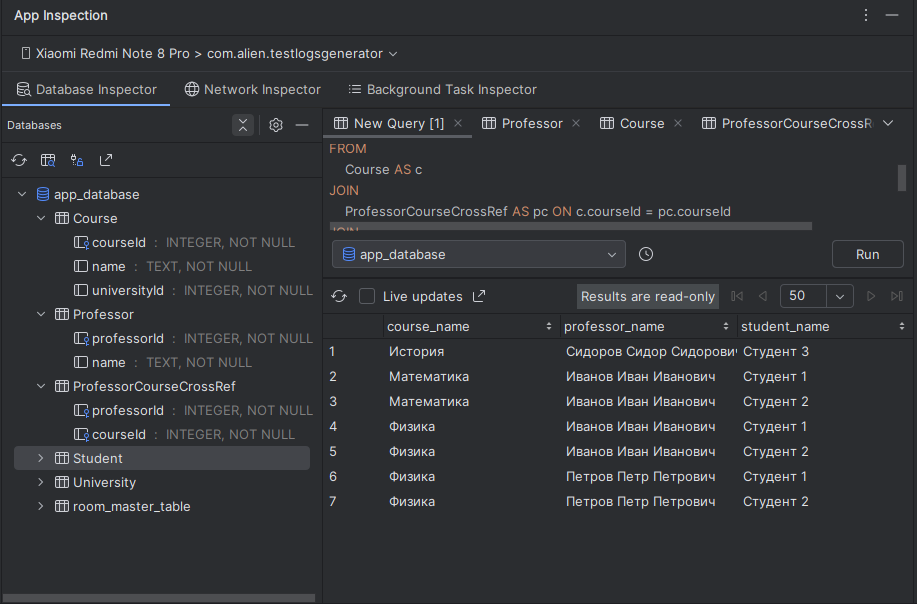 App Inspection
Xiaomi Redmi Note 8 Pro > com.alien.testlogsgenerator
Database Inspector
Network Inspector
Background Task Inspector
Databases
app_database
Course
courseId : INTEGER, NOT NULL
name : TEXT, NOT NULL
universityId : INTEGER, NOT NULL
Professor
professorId : INTEGER, NOT NULL
name : TEXT, NOT NULL
ProfessorCourseCrossRef
professorId : INTEGER, NOT NULL
courseId : INTEGER, NOT NULL
Student
University
room_master_table
New Query [1] Professor Course ProfessorCourseCrossR
FROM
Course AS c
JOIN
ProfessorCourseCrossRef AS pc ON c.courseId = pc.courseId
JOIN
app_database Run
Live updates Results are read-only 50
course_name professor_name student_name
1 История Сидоров Сидор Сидорович Студент 3
2 Математика Иванов Иван Иванович Студент 1
3 Математика Иванов Иван Иванович Студент 2
4 Физика Иванов Иван Иванович Студент 1
5 Физика Иванов Иван Иванович Студент 2
6 Физика Петров Петр Петрович Студент 1
7 Физика Петров Петр Петрович Студент 2